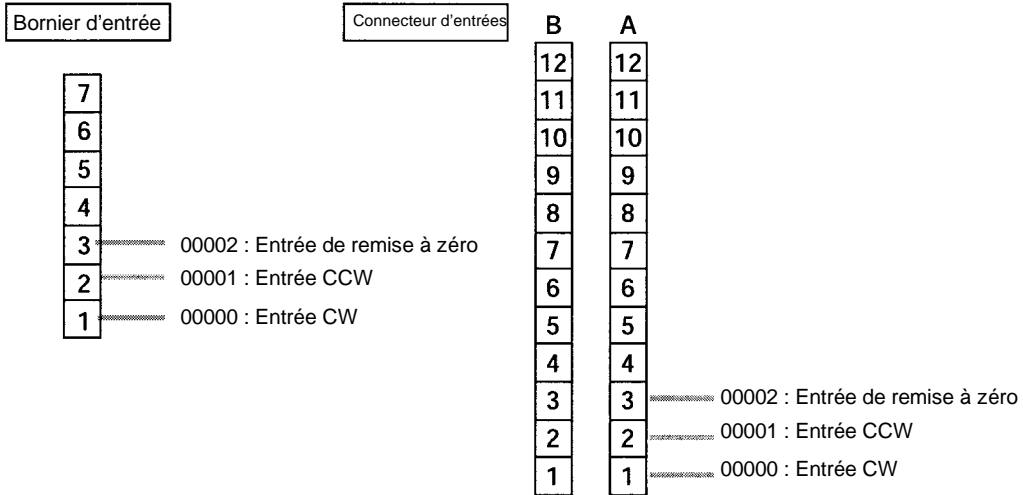 Bornier d'entrée
Connecteur d'entrées
B A
12 12
7
11 11
6
10 10
5
9 9
4
8 8
3 00002 : Entrée de remise à zéro
7 7
2 00001 : Entrée CCW
6 6
1 00000 : Entrée CW
5 5
4 4
3 3 00002 : Entrée de remise à zéro
2 2 00001 : Entrée CCW
1 1 00000 : Entrée CW